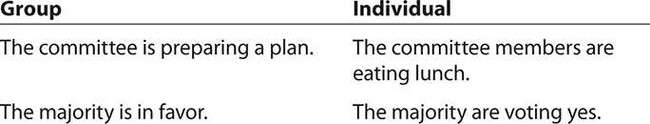 Group Individual
The committee is preparing a plan. The committee members are
eating lunch.
The majority is in favor. The majority are voting yes.